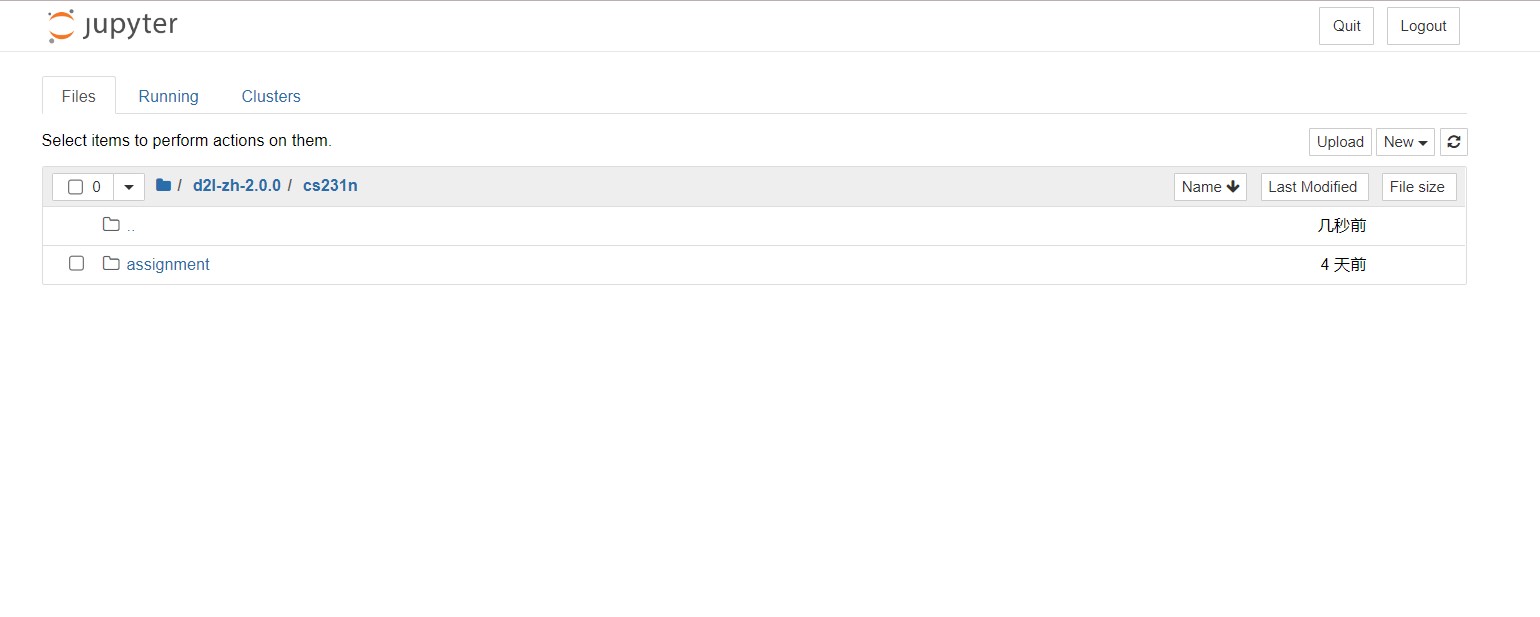 jupyter Quit Logout
Files Running Clusters
Select items to perform actions on them. Upload New
0 / d2l-zh-2.0.0 / cs231n Name Last Modified File size
.. 几秒前
assignment 4 天前